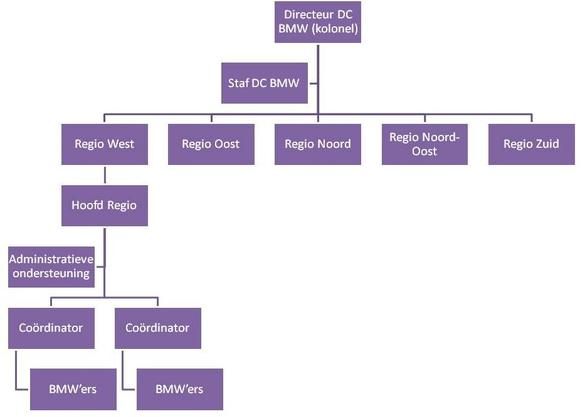 Directeur DC
BMW (kolonel)
Staf DC BMW
Regio West
Regio Oost
Regio Noord
Regio Noord-
Oost
Regio Zuid
Hoofd Regio
Administratieve
ondersteuning
Coördinator
Coördinator
BMW'ers
BMW'ers